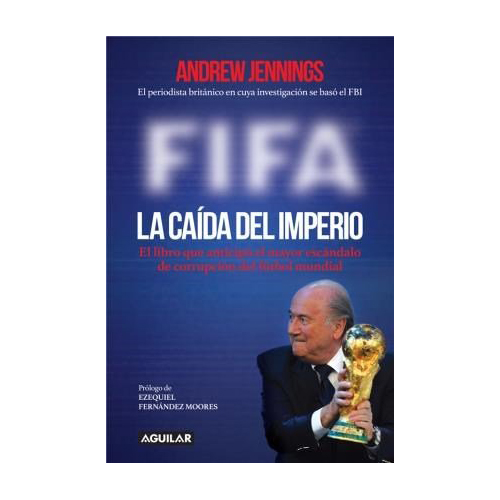 ANDREW JENNINGS
El periodista británico en cuya investigación se basó el FBI
FIFA
LA CAÍDA DEL IMPERIO
El libro que anticipó el mayor escándalo
de corrupción del fútbol mundial
Prólogo de
EZEQUIEL
FERNÁNDEZ MOORES
AGUILAR